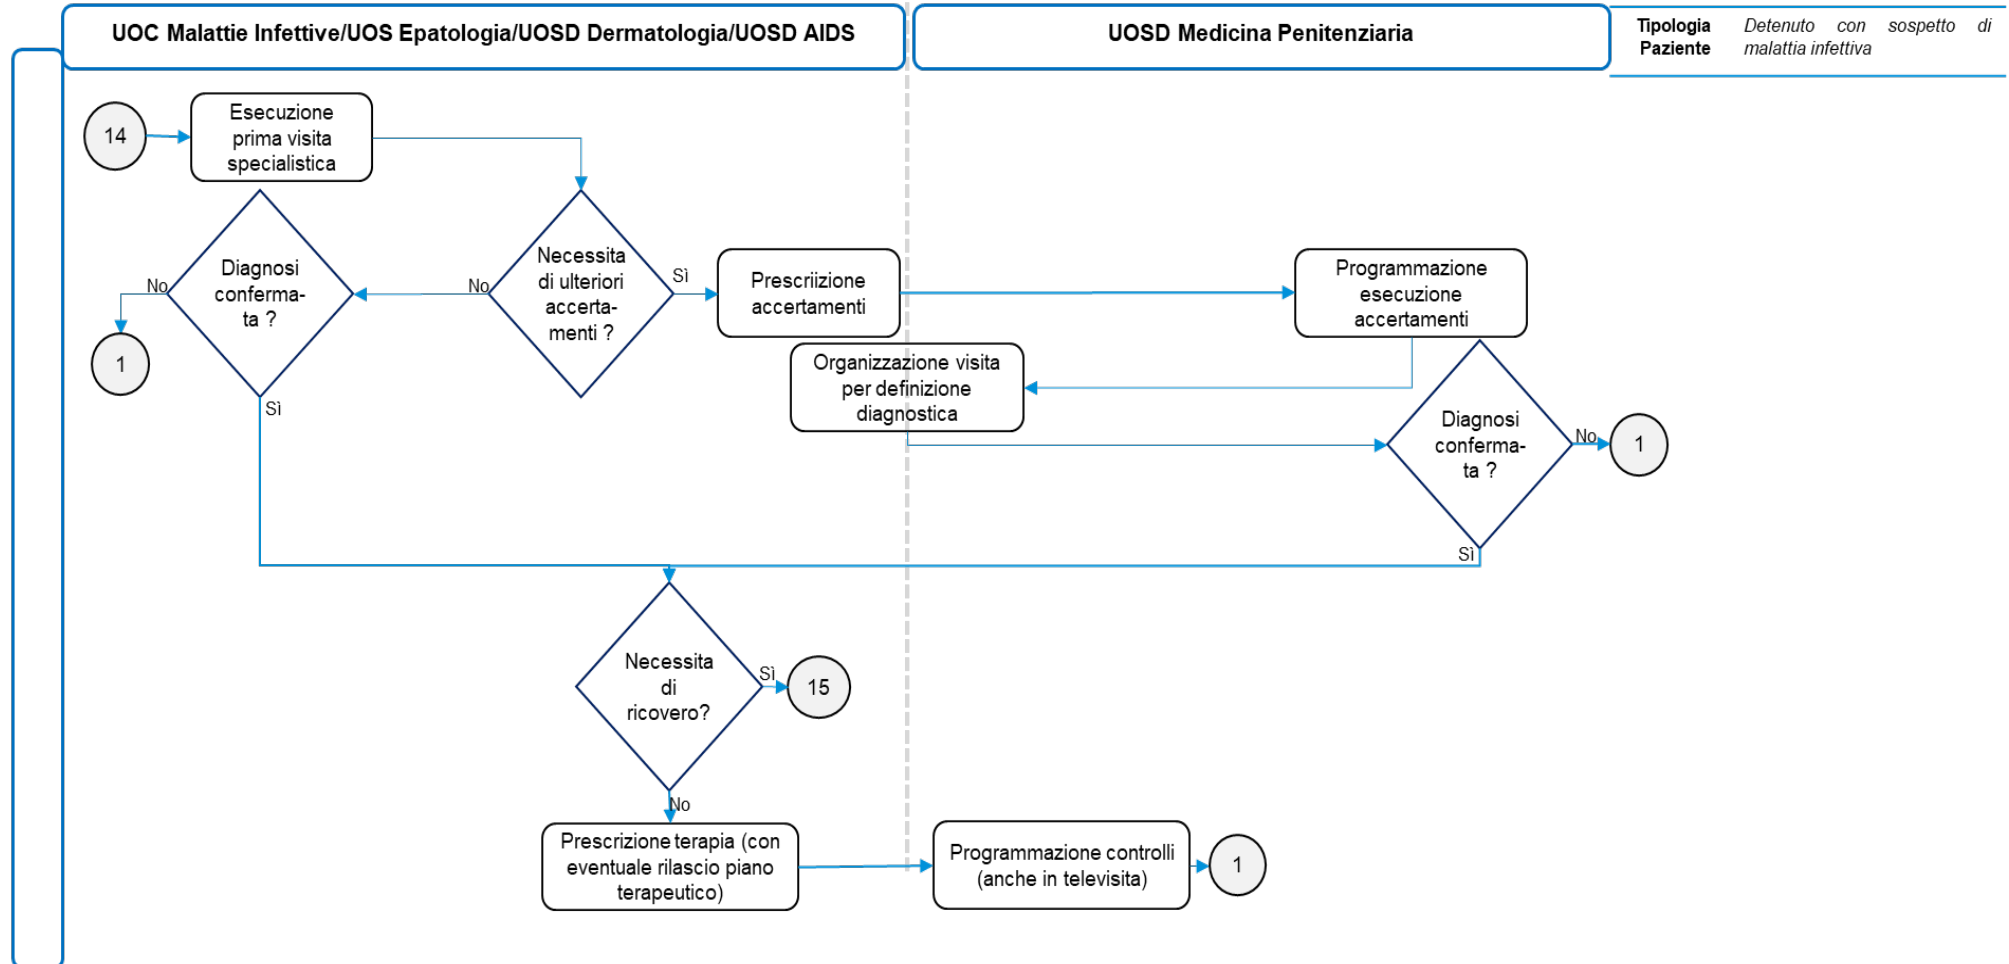 UOC Malattie Infettive/UOS Epatologia/UOSD Dermatologia/UOSD AIDS
UOSD Medicina Penitenziaria
Tipologia
Paziente
Detenuto con sospetto di
malattia infettiva
14
Esecuzione
prima visita
specialistica
Diagnosi
conferma-
ta ?
No
1
Sì
No
Necessita
di ulteriori
accerta-
menti ?
Sì
Prescriizione
accertamenti
Programmazione
esecuzione
accertamenti
Organizzazione visita
per definizione
diagnostica
Diagnosi
conferma-
ta ?
No
1
Sì
Necessita
di
ricovero?
Sì
15
No
Prescrizione terapia (con
eventuale rilascio piano
terapeutico)
Programmazione controlli
(anche in televisita)
1